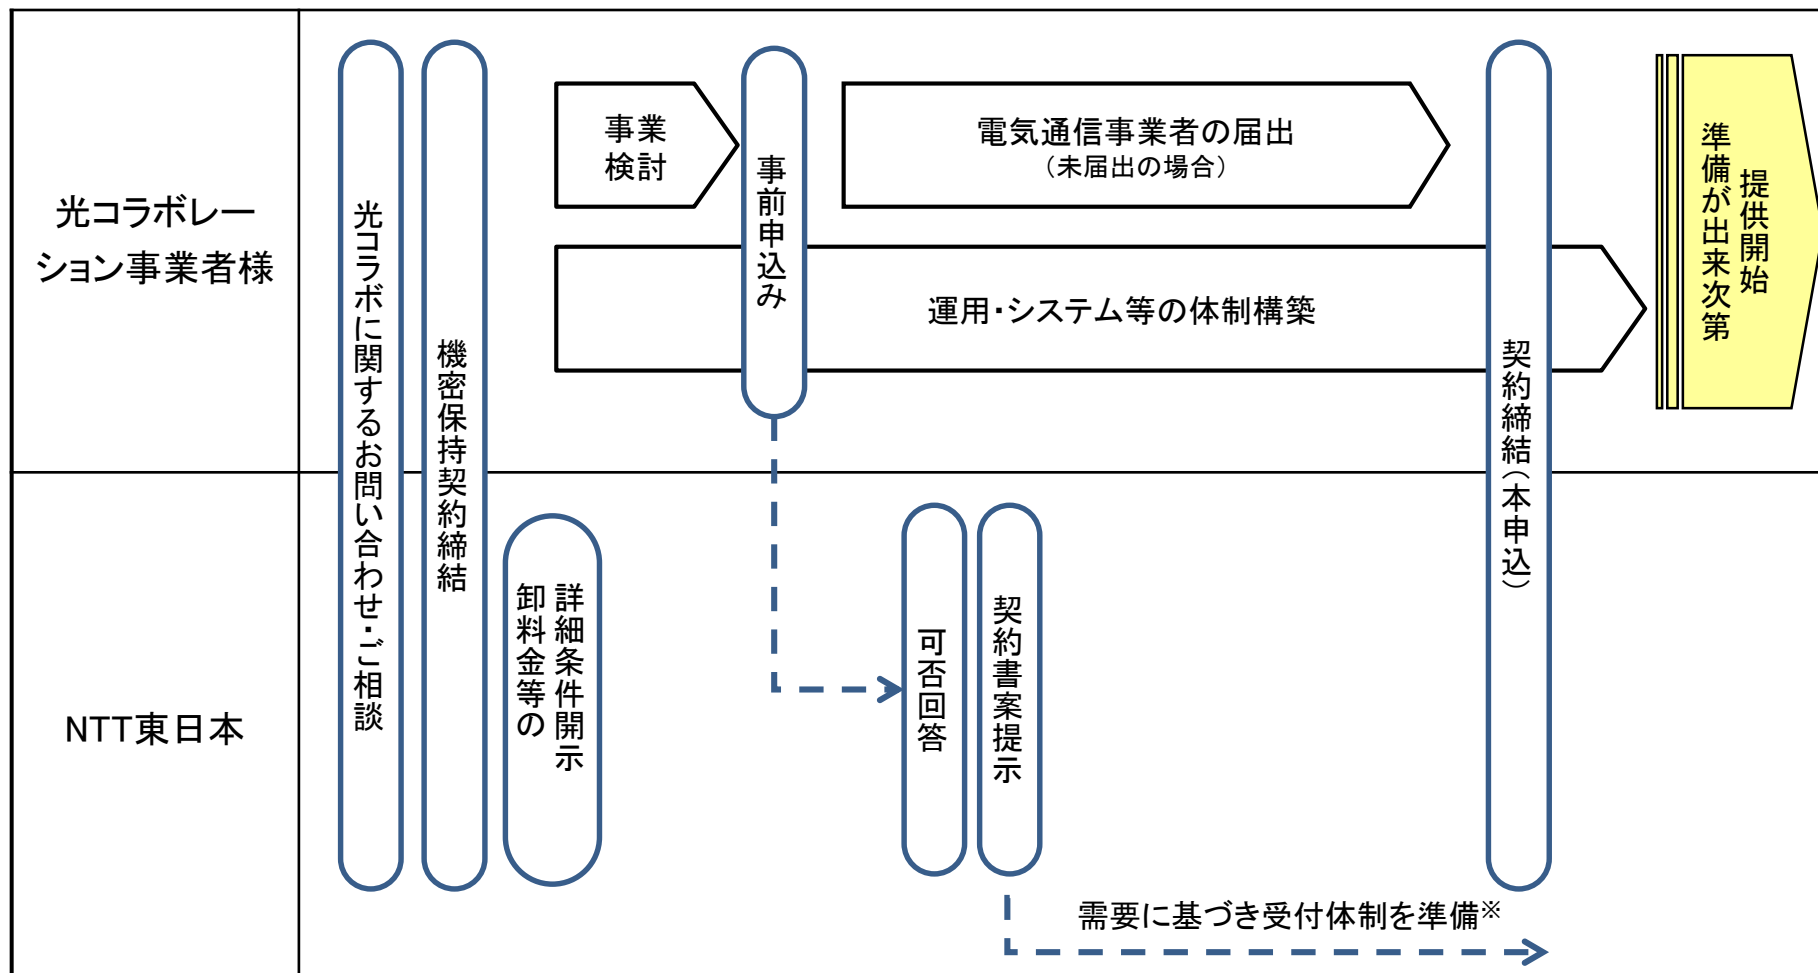 光コラボレー
ション事業者様
光コラボに関するお問い合わせ・ご相談
機密保持契約締結
事業
検討
事前申込み
電気通信事業者の届出
（未届出の場合）
運用・システム等の体制構築
契約締結（本申込）
提供開始
準備が出来次第
NTT東日本
詳細条件開示
卸料金等の
可否回答
契約書案提示
需要に基づき受付体制を準備※